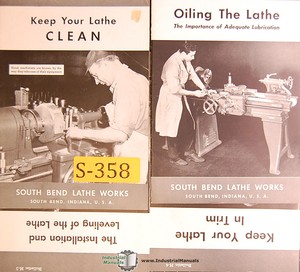 Keep Your Lathe
CLEAN
S-358
SOUTH BEND LATHE WORKS
SOUTH BEND, INDIANA, U. S. A.
Oiling The Lathe
The Importance of Adequate Lubrication
SOUTH BEND LATHE WORKS
SOUTH BEND, INDIANA, U. S. A.
The Installation and
Leveling of the Lathe
Keep Your Lathe
In Trim
www.IndustrialManuals.com